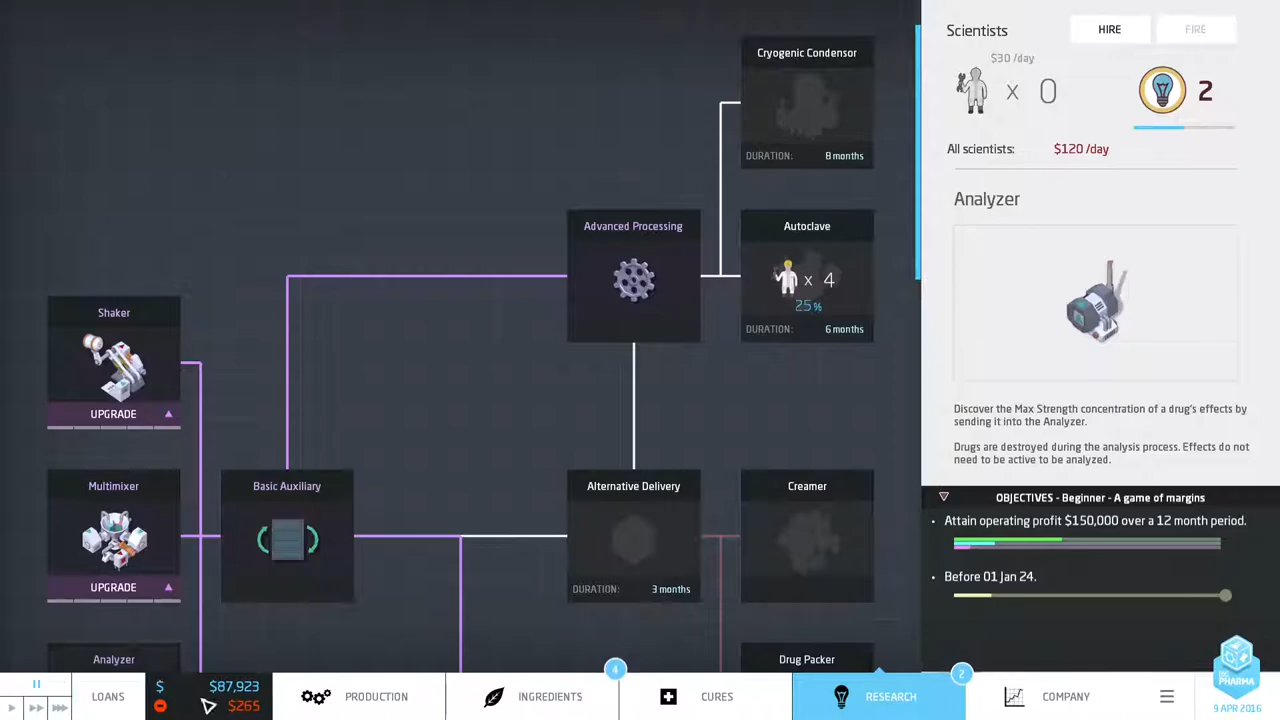 Cryogenic Condensor
DURATION: 8 months
Advanced Processing
Autoclave
x 4
25%
DURATION: 6 months
Shaker
UPGRADE
Multimixer
UPGRADE
Basic Auxiliary
Alternative Delivery
DURATION: 3 months
Creamer
Analyzer
Drug Packer
Scientists
HIRE
FIRE
$30 /day
x 0
2
All scientists: $120 /day
Analyzer
Discover the Max Strength concentration of a drug's effects by
sending it into the Analyzer.
Drugs are destroyed during the analysis process. Effects do not
need to be active to be analyzed.
OBJECTIVES - Beginner - A game of margins
Attain operating profit $150,000 over a 12 month period.
Before 01 Jan 24.
LOANS
$ $87,923
$265
PRODUCTION
4
INGREDIENTS
CURES
RESEARCH
2
COMPANY
BIG PHARMA
9 APR 2016